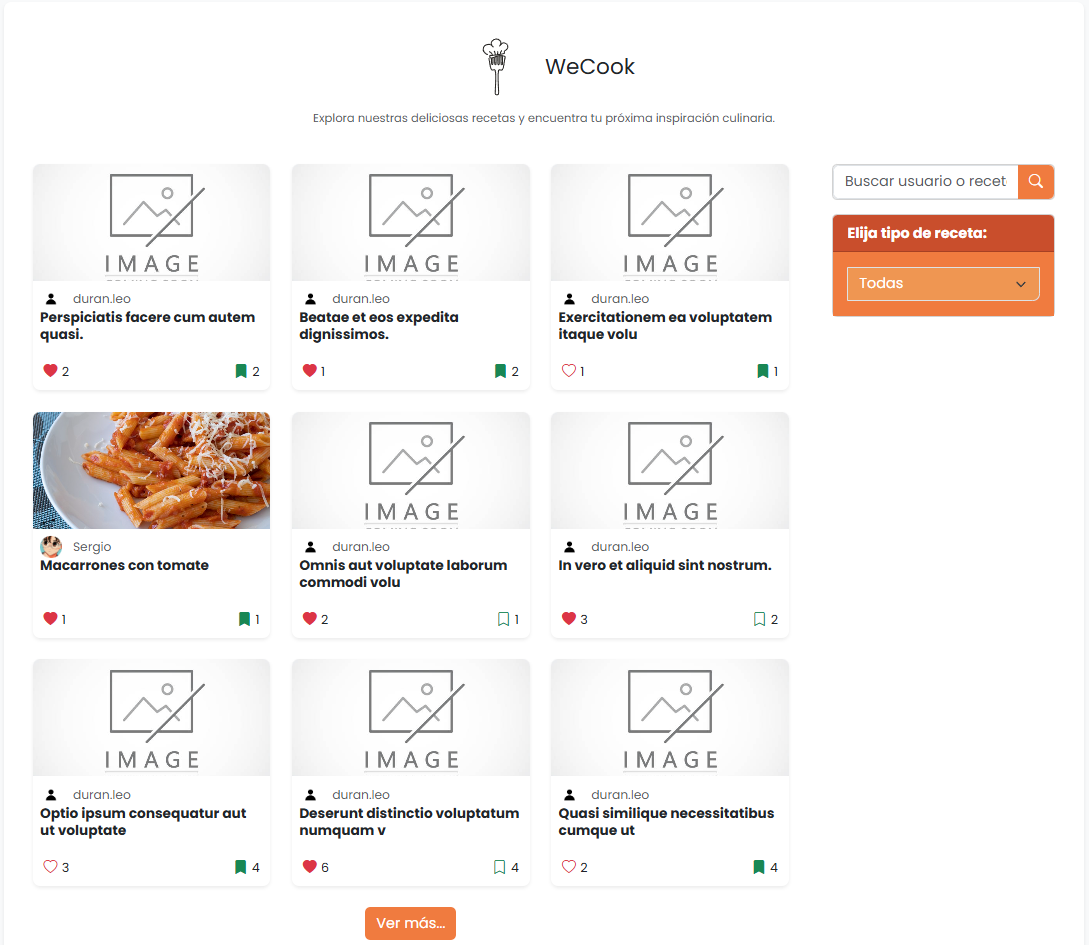 WeCook
Explora nuestras deliciosas recetas y encuentra tu próxima inspiración culinaria.
Buscar usuario o recet
Elija tipo de receta:
Todas
IMAGE
duran.leo
Perspiciatis facere cum autem
quasi.
2 2
IMAGE
duran.leo
Beatae et eos expedita
dignissimos.
1 2
IMAGE
duran.leo
Exercitationem ea voluptatem
itaque volu
1 1
Sergio
Macarrones con tomate
1 1
IMAGE
duran.leo
Omnis aut voluptate laborum
commodi volu
2 1
IMAGE
duran.leo
In vero et aliquid sint nostrum.
3 2
IMAGE
duran.leo
Optio ipsum consequatur aut
ut voluptate
3 4
IMAGE
duran.leo
Deserunt distinctio voluptatum
numquam v
6 4
IMAGE
duran.leo
Quasi similique necessitatibus
cumque ut
2 4
Ver más...